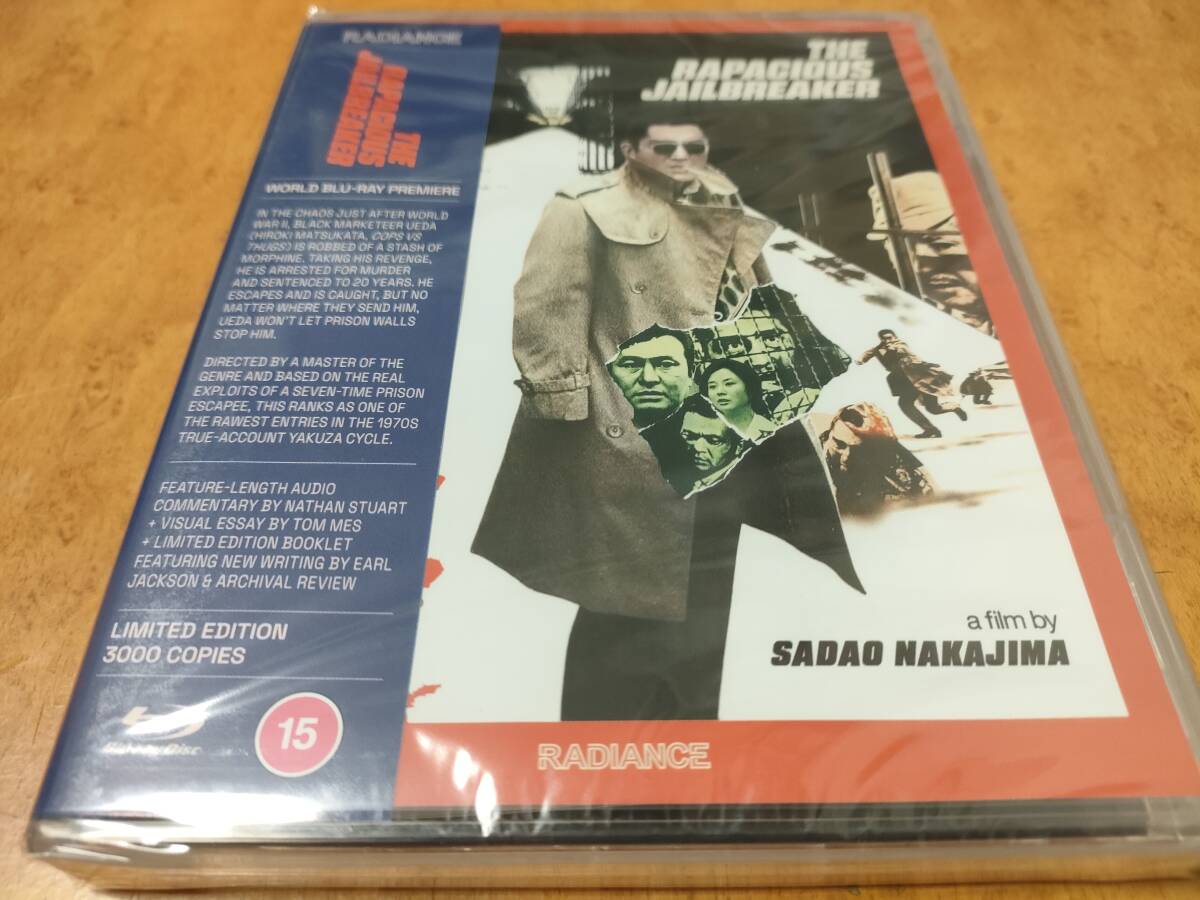 RADIANCE
THE
RAPACIOUS
JAILBREAKER
WORLD BLU-RAY PREMIERE
IN THE CHAOS JUST AFTER WORLD
WAR II, BLACK MARKETEER UEDA
(HIROKI MATSUKATA, COPS VS
THUGS) IS ROBBED OF A STASH OF
MORPHINE. TAKING HIS REVENGE,
HE IS ARRESTED FOR MURDER
AND SENTENCED TO 20 YEARS. HE
ESCAPES AND IS CAUGHT, BUT NO
MATTER WHERE THEY SEND HIM,
UEDA WON'T LET PRISON WALLS
STOP HIM.
DIRECTED BY A MASTER OF THE
GENRE AND BASED ON THE REAL
EXPLOITS OF A SEVEN-TIME PRISON
ESCAPEE, THIS RANKS AS ONE OF
THE RAWEST ENTRIES IN THE 1970S
TRUE-ACCOUNT YAKUZA CYCLE.
FEATURE-LENGTH AUDIO
COMMENTARY BY NATHAN STUART
+ VISUAL ESSAY BY TOM MES
+ LIMITED EDITION BOOKLET
FEATURING NEW WRITING BY EARL
JACKSON & ARCHIVAL REVIEW
LIMITED EDITION
3000 COPIES
Blu-ray Disc
15
THE
RAPACIOUS
JAILBREAKER
a film by
SADAO NAKAJIMA
RADIANCE